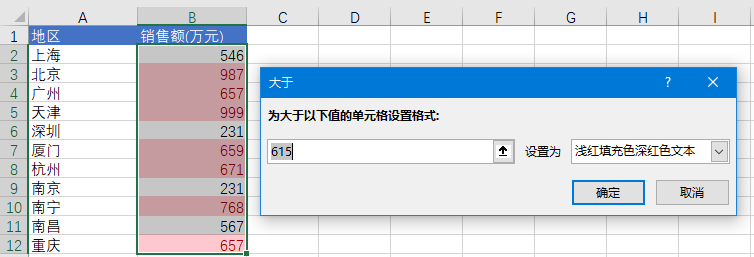 A B C D E F G H I
1 地区 销售额(万元)
2 上海 546
3 北京 987
4 广州 657
5 天津 999
6 深圳 231
7 厦门 659
8 杭州 671
9 南京 231
10 南宁 768
11 南昌 567
12 重庆 657
大于 ? ×
为大于以下值的单元格设置格式:
615 设置为 浅红填充色深红色文本
确定 取消